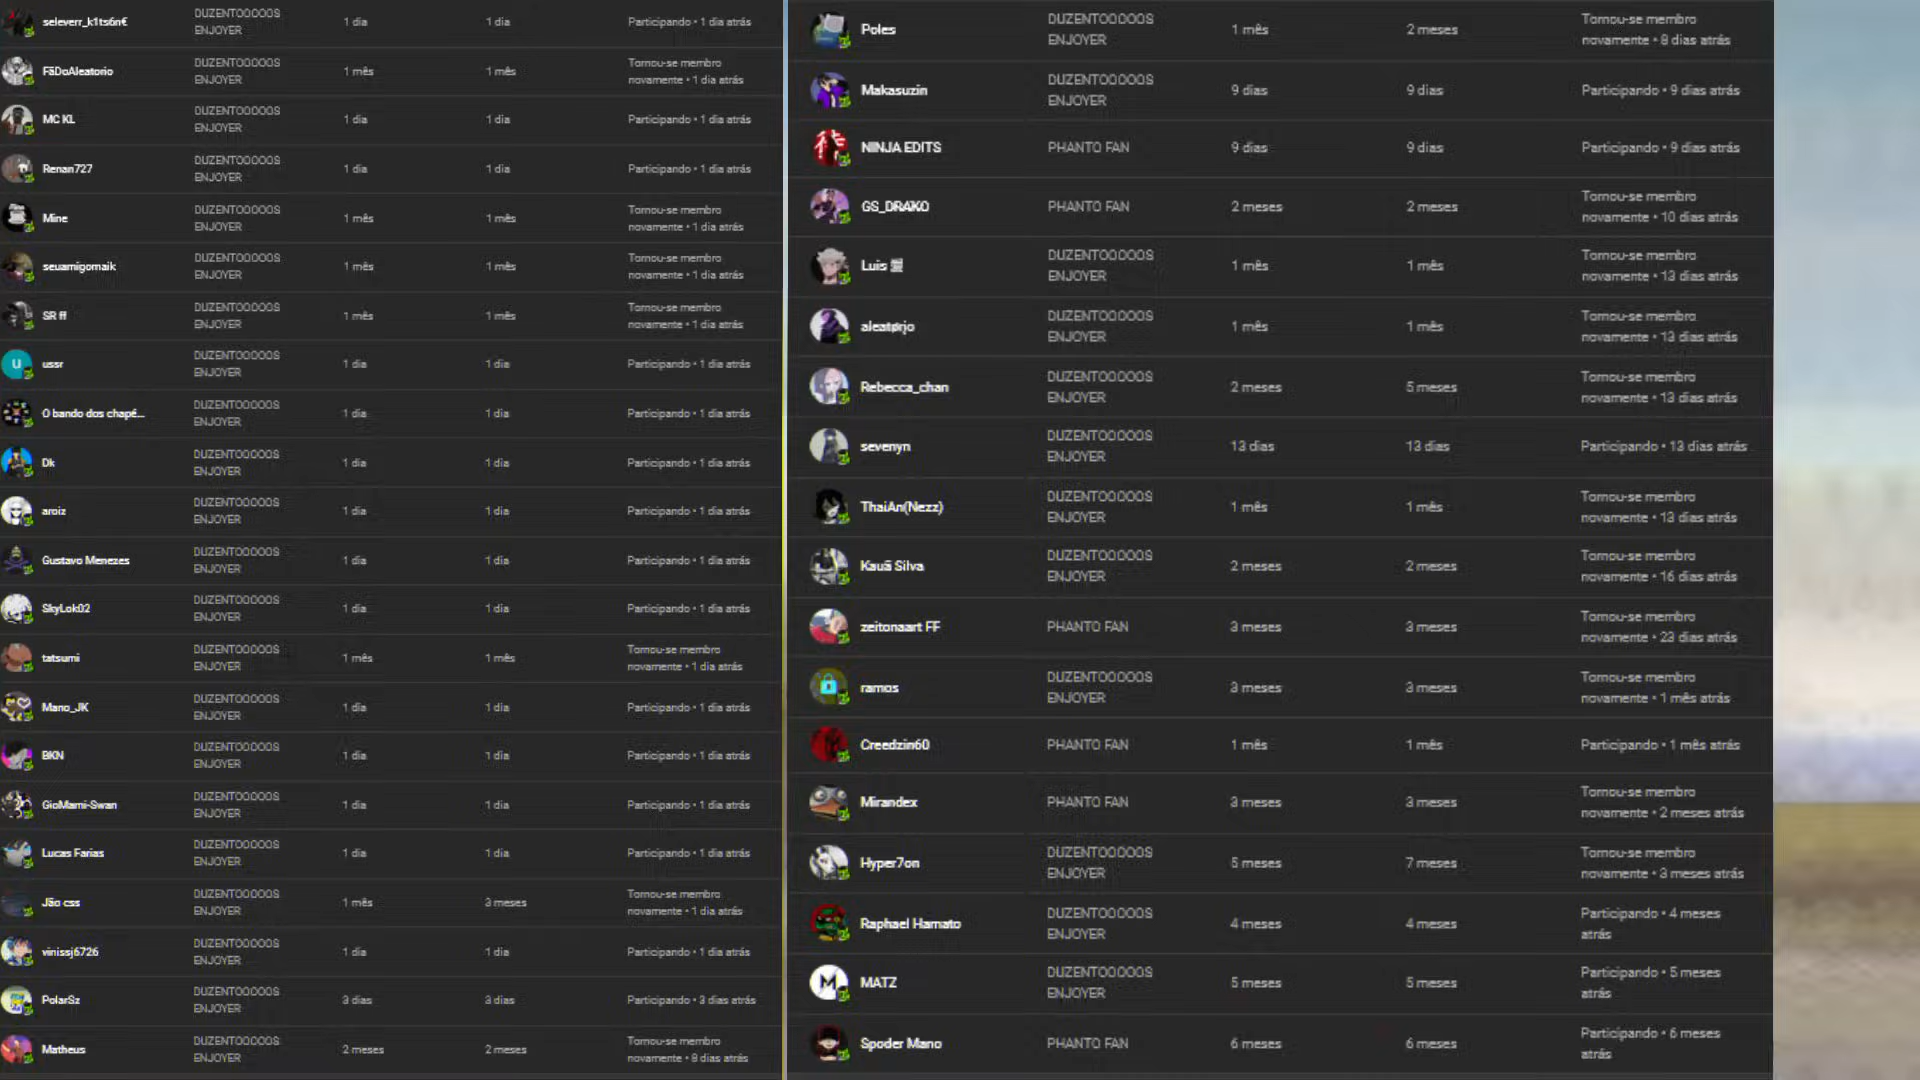 seleverr_k1ts6n€ DUZENTOOOOOS ENJOYER 1 dia 1 dia Participando • 1 dia atrás
FãDoAleatorio DUZENTOOOOOS ENJOYER 1 mês 1 mês Tornou-se membro novamente • 1 dia atrás
MC KL DUZENTOOOOOS ENJOYER 1 dia 1 dia Participando • 1 dia atrás
Renan727 DUZENTOOOOOS ENJOYER 1 dia 1 dia Participando • 1 dia atrás
Mine DUZENTOOOOOS ENJOYER 1 mês 1 mês Tornou-se membro novamente • 1 dia atrás
seuamigomaik DUZENTOOOOOS ENJOYER 1 mês 1 mês Tornou-se membro novamente • 1 dia atrás
SR ff DUZENTOOOOOS ENJOYER 1 mês 1 mês Tornou-se membro novamente • 1 dia atrás
U ussr DUZENTOOOOOS ENJOYER 1 dia 1 dia Participando • 1 dia atrás
O bando dos chapé... DUZENTOOOOOS ENJOYER 1 dia 1 dia Participando • 1 dia atrás
Dk DUZENTOOOOOS ENJOYER 1 dia 1 dia Participando • 1 dia atrás
aroiz DUZENTOOOOOS ENJOYER 1 dia 1 dia Participando • 1 dia atrás
Gustavo Menezes DUZENTOOOOOS ENJOYER 1 dia 1 dia Participando • 1 dia atrás
SkyLok02 DUZENTOOOOOS ENJOYER 1 dia 1 dia Participando • 1 dia atrás
tatsumi DUZENTOOOOOS ENJOYER 1 mês 1 mês Tornou-se membro novamente • 1 dia atrás
Mano_JK DUZENTOOOOOS ENJOYER 1 dia 1 dia Participando • 1 dia atrás
BKN DUZENTOOOOOS ENJOYER 1 dia 1 dia Participando • 1 dia atrás
GioMami-Swan DUZENTOOOOOS ENJOYER 1 dia 1 dia Participando • 1 dia atrás
Lucas Farias DUZENTOOOOOS ENJOYER 1 dia 1 dia Participando • 1 dia atrás
Jão css DUZENTOOOOOS ENJOYER 1 mês 3 meses Tornou-se membro novamente • 1 dia atrás
vinissj6726 DUZENTOOOOOS ENJOYER 1 dia 1 dia Participando • 1 dia atrás
PolarSz DUZENTOOOOOS ENJOYER 3 dias 3 dias Participando • 3 dias atrás
Matheus DUZENTOOOOOS ENJOYER 2 meses 2 meses Tornou-se membro novamente • 8 dias atrás
Poles DUZENTOOOOOS ENJOYER 1 mês 2 meses Tornou-se membro novamente • 8 dias atrás
Makasuzin DUZENTOOOOOS ENJOYER 9 dias 9 dias Participando • 9 dias atrás
NINJA EDITS PHANTO FAN 9 dias 9 dias Participando • 9 dias atrás
GS_DRAKO PHANTO FAN 2 meses 2 meses Tornou-se membro novamente • 10 dias atrás
Luis DUZENTOOOOOS ENJOYER 1 mês 1 mês Tornou-se membro novamente • 13 dias atrás
DUZENTOOOOOS ENJOYER 1 mês 1 mês Tornou-se membro novamente • 13 dias atrás
Rebecca_chan DUZENTOOOOOS ENJOYER 2 meses 5 meses Tornou-se membro novamente • 13 dias atrás
sevenyn DUZENTOOOOOS ENJOYER 13 dias 13 dias Participando • 13 dias atrás
ThaiAn(Nezz) DUZENTOOOOOS ENJOYER 1 mês 1 mês Tornou-se membro novamente • 13 dias atrás
Kauã Silva DUZENTOOOOOS ENJOYER 2 meses 2 meses Tornou-se membro novamente • 16 dias atrás
zeitonaart FF PHANTO FAN 3 meses 3 meses Tornou-se membro novamente • 23 dias atrás
ramos DUZENTOOOOOS ENJOYER 3 meses 3 meses Tornou-se membro novamente • 1 mês atrás
Creedzin60 PHANTO FAN 1 mês 1 mês Participando • 1 mês atrás
Mirandex PHANTO FAN 3 meses 3 meses Tornou-se membro novamente • 2 meses atrás
Hyper7on DUZENTOOOOOS ENJOYER 5 meses 7 meses Tornou-se membro novamente • 3 meses atrás
Raphael Hamato DUZENTOOOOOS ENJOYER 4 meses 4 meses Participando • 4 meses atrás
M MATZ DUZENTOOOOOS ENJOYER 5 meses 5 meses Participando • 5 meses atrás
Spoder Mano PHANTO FAN 6 meses 6 meses Participando • 6 meses atrás